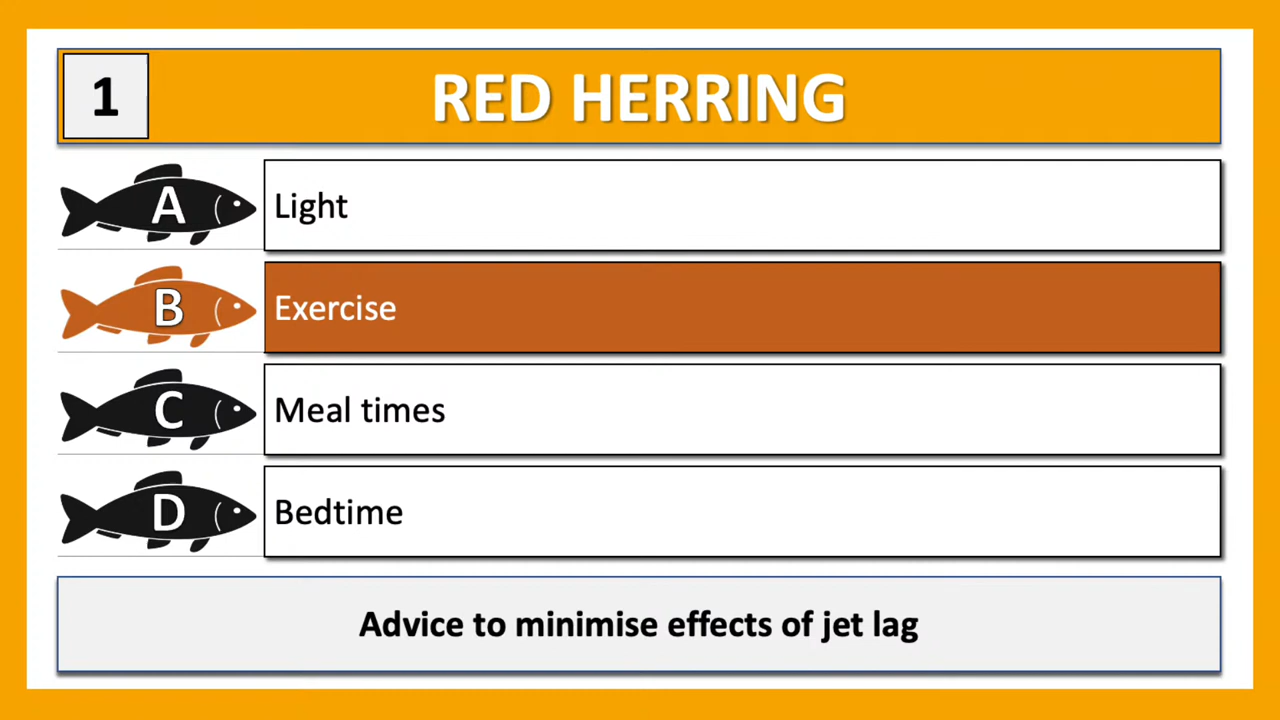 1
RED HERRING
A
Light
B
Exercise
C
Meal times
D
Bedtime
Advice to minimise effects of jet lag